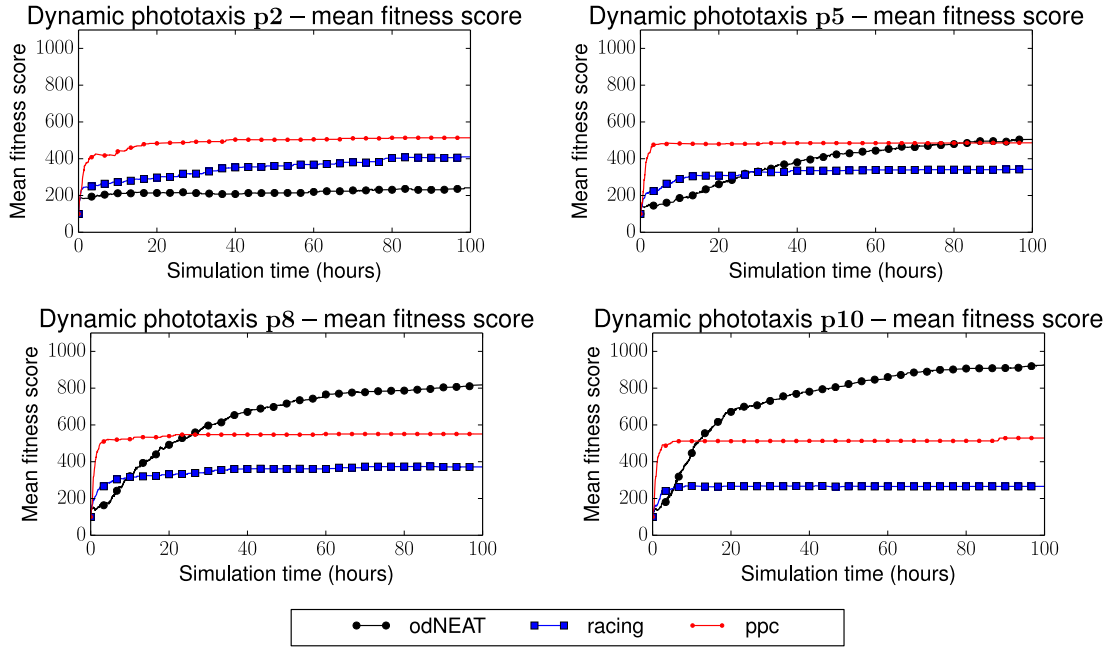 Dynamic phototaxis p2 – mean fitness score
Mean fitness score
1000
800
600
400
200
0
0 20 40 60 80 100
Simulation time (hours)
Dynamic phototaxis p5 – mean fitness score
Mean fitness score
1000
800
600
400
200
0
0 20 40 60 80 100
Simulation time (hours)
Dynamic phototaxis p8 – mean fitness score
Mean fitness score
1000
800
600
400
200
0
0 20 40 60 80 100
Simulation time (hours)
Dynamic phototaxis p10 – mean fitness score
Mean fitness score
1000
800
600
400
200
0
0 20 40 60 80 100
Simulation time (hours)
odNEAT racing ppc